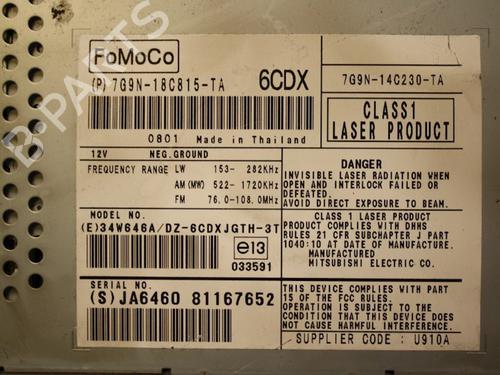 FoMoCo
(P) 7G9N-18C815-TA
6CDX
7G9N-14C230-TA
CLASS1
LASER PRODUCT
0801 Made in Thailand
12V NEG.GROUND
FREQUENCY RANGE LW 153- 282KHz
AM (MW) 522- 1720KHz
FM 76.0-108.0MHz
DANGER
INVISIBLE LASER RADIATION WHEN
OPEN AND INTERLOCK FAILED OR
DEFEATED.
AVOID DIRECT EXPOSURE TO BEAM.
MODEL NO.
(E)34W646A/DZ-6CDXJGTH-3T
e13
033591
CLASS 1 LASER PRODUCT
PRODUCT COMPLIES WITH DHHS
RULES 21 CFR SUBCHAPTER J PART
1040:10 AT DATE OF MANUFACTURE.
MANUFACTURED
MITSUBISHI ELECTRIC CO.
SERIAL NO.
(S)JA6460 81167652
THIS DEVICE COMPLIES WITH PART
15 OF THE FCC RULES.
OPERATION IS SUBJECT TO THE
CONDITION THAT THIS DEVICE DOES
NOT CAUSE HARMFUL INTERFERENCE.
SUPPLIER CODE : U910A
B-PARTS